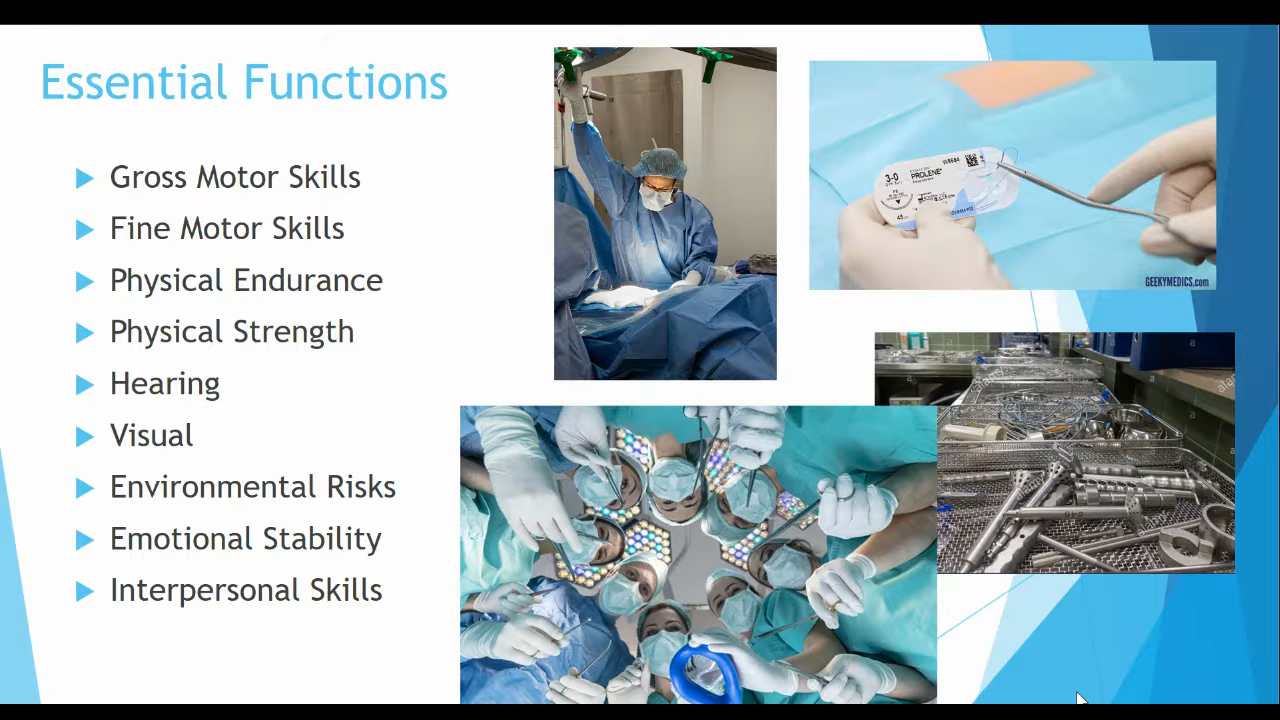 Essential Functions
Gross Motor Skills
Fine Motor Skills
Physical Endurance
Physical Strength
Hearing
Visual
Environmental Risks
Emotional Stability
Interpersonal Skills
3-0
PROLENE
W8684
GEEKYMEDICS.com
a
a
a
a